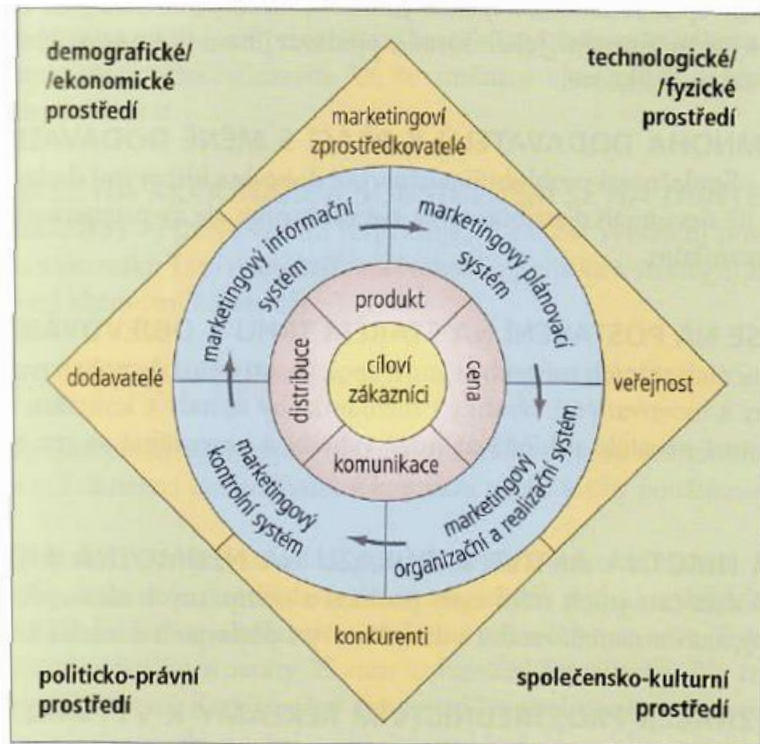 demografické/
/ekonomické
prostředí
technologické/
/fyzické
prostředí
marketingoví
zprostředkovatelé
marketingový informační
systém
marketingový plánovací
systém
produkt
dodavatelé
distribuce
cíloví
zákazníci
cena
veřejnost
komunikace
marketingový
kontrolní systém
marketingový
organizační a realizační systém
konkurenti
politicko-právní
prostředí
společensko-kulturní
prostředí